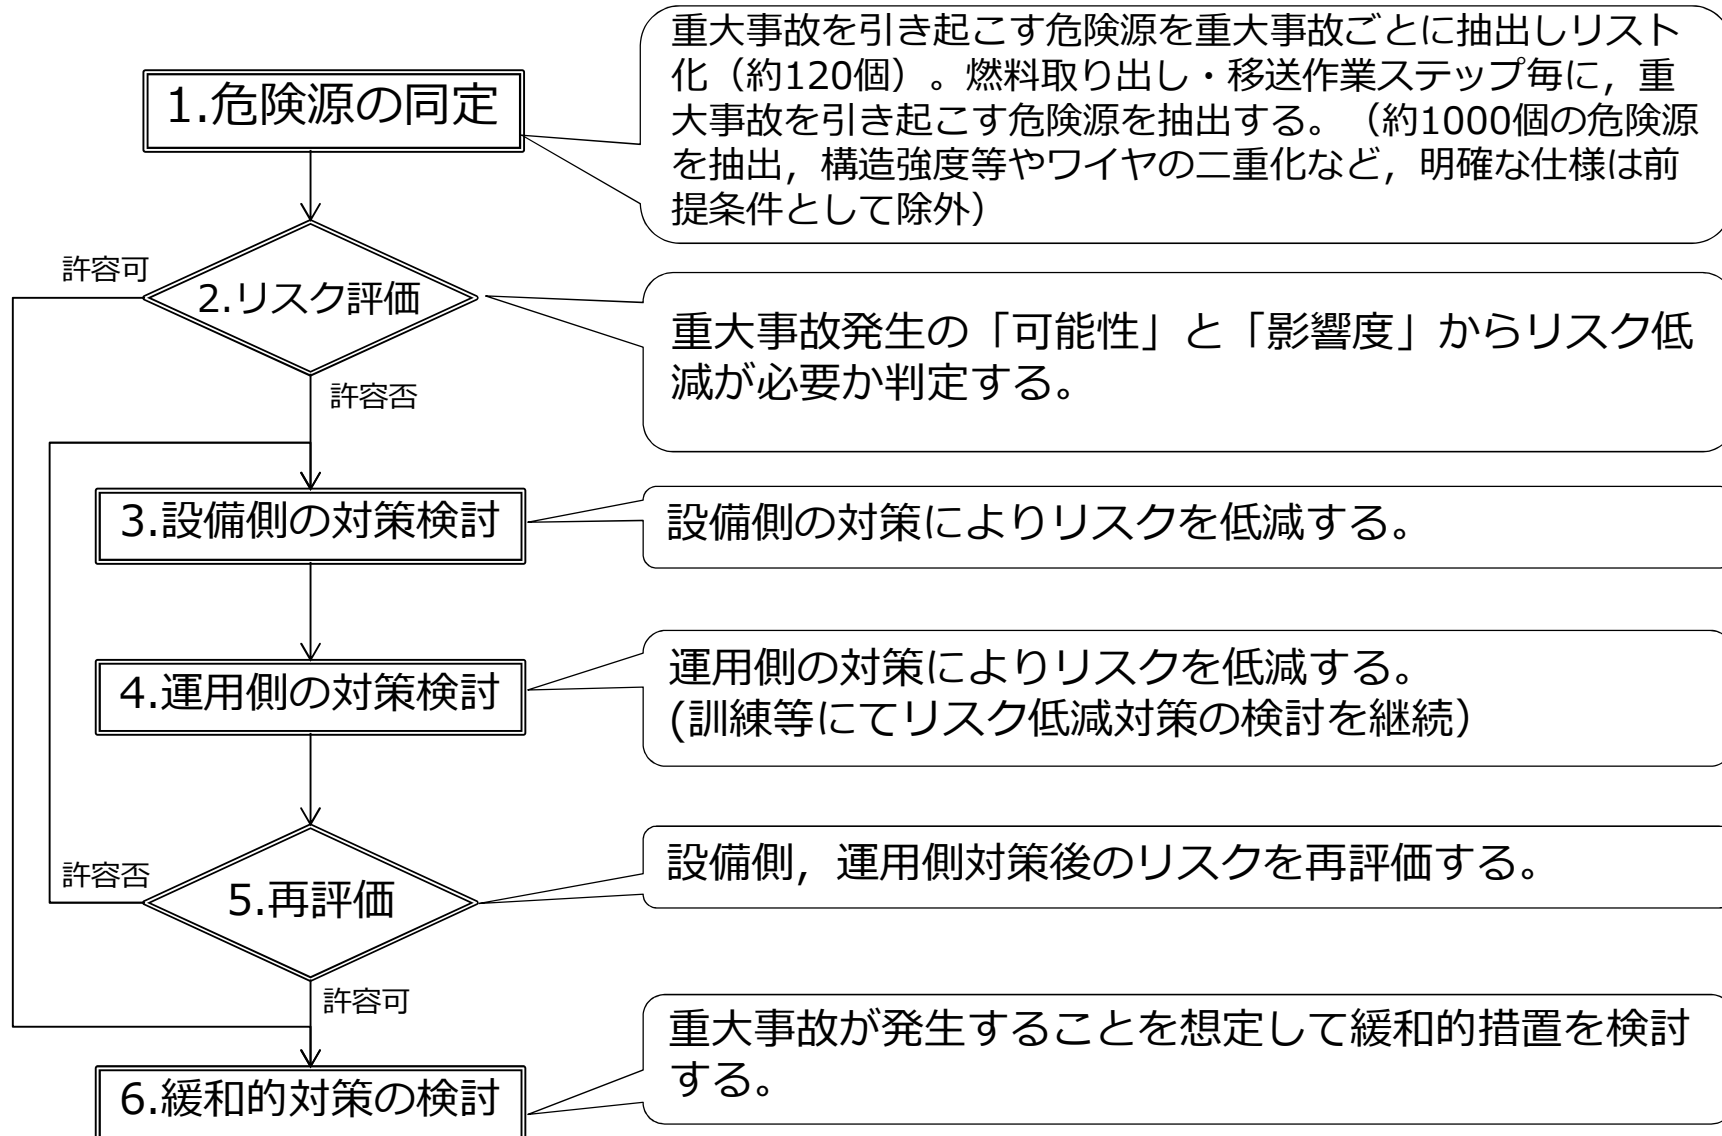 1.危険源の同定
重大事故を引き起こす危険源を重大事故ごとに抽出しリスト
化（約120個）。燃料取り出し・移送作業ステップ毎に，重
大事故を引き起こす危険源を抽出する。（約1000個の危険源
を抽出，構造強度等やワイヤの二重化など，明確な仕様は前
提条件として除外）
許容可
2.リスク評価
重大事故発生の「可能性」と「影響度」からリスク低
減が必要か判定する。
許容否
3.設備側の対策検討
設備側の対策によりリスクを低減する。
4.運用側の対策検討
運用側の対策によりリスクを低減する。
(訓練等にてリスク低減対策の検討を継続）
許容否
5.再評価
設備側，運用側対策後のリスクを再評価する。
許容可
6.緩和的対策の検討
重大事故が発生することを想定して緩和的措置を検討
する。